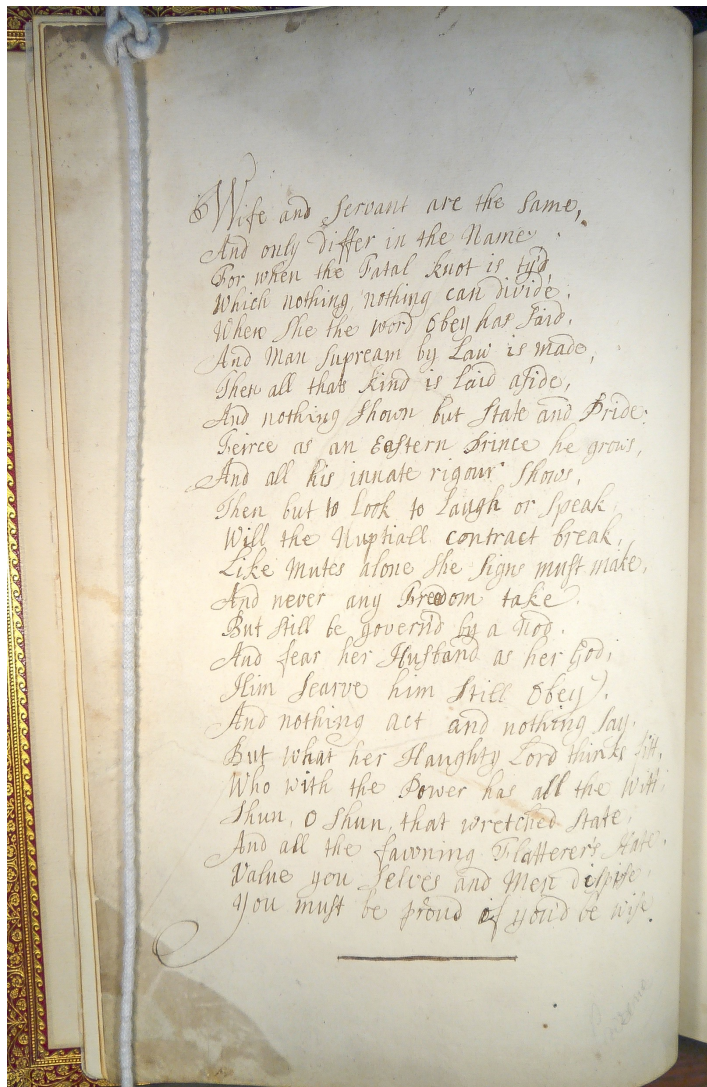 Wife and Servant are the same,
And only differ in the Name
For when the Fatal knot is ty'd,
Which nothing, nothing can divide,
When She the word Obey has Said,
And Man Supream by Law is made,
Then all thats kind is laid aside,
And nothing Shown but State and Pride:
Feirce as an Eastern Prince he grows,
And all his innate rigour Shows,
Then but to Look to Laugh or Speak
Will the Nuptiall contract break,
Like Mutes alone She Signs must make,
And never any Freedom take
But still be govern'd by a Nod,
And fear her Husband as her God,
Him Searve him Still Obey,
And nothing act and nothing Say,
But what her Haughty Lord thinks fitt,
Who with the Power has all the Witt
Shun, O Shun, that wretched State,
And all the fawning Flatterers Hate,
Value you Selves and Men dispise,
You must be proud if you'd be wise.